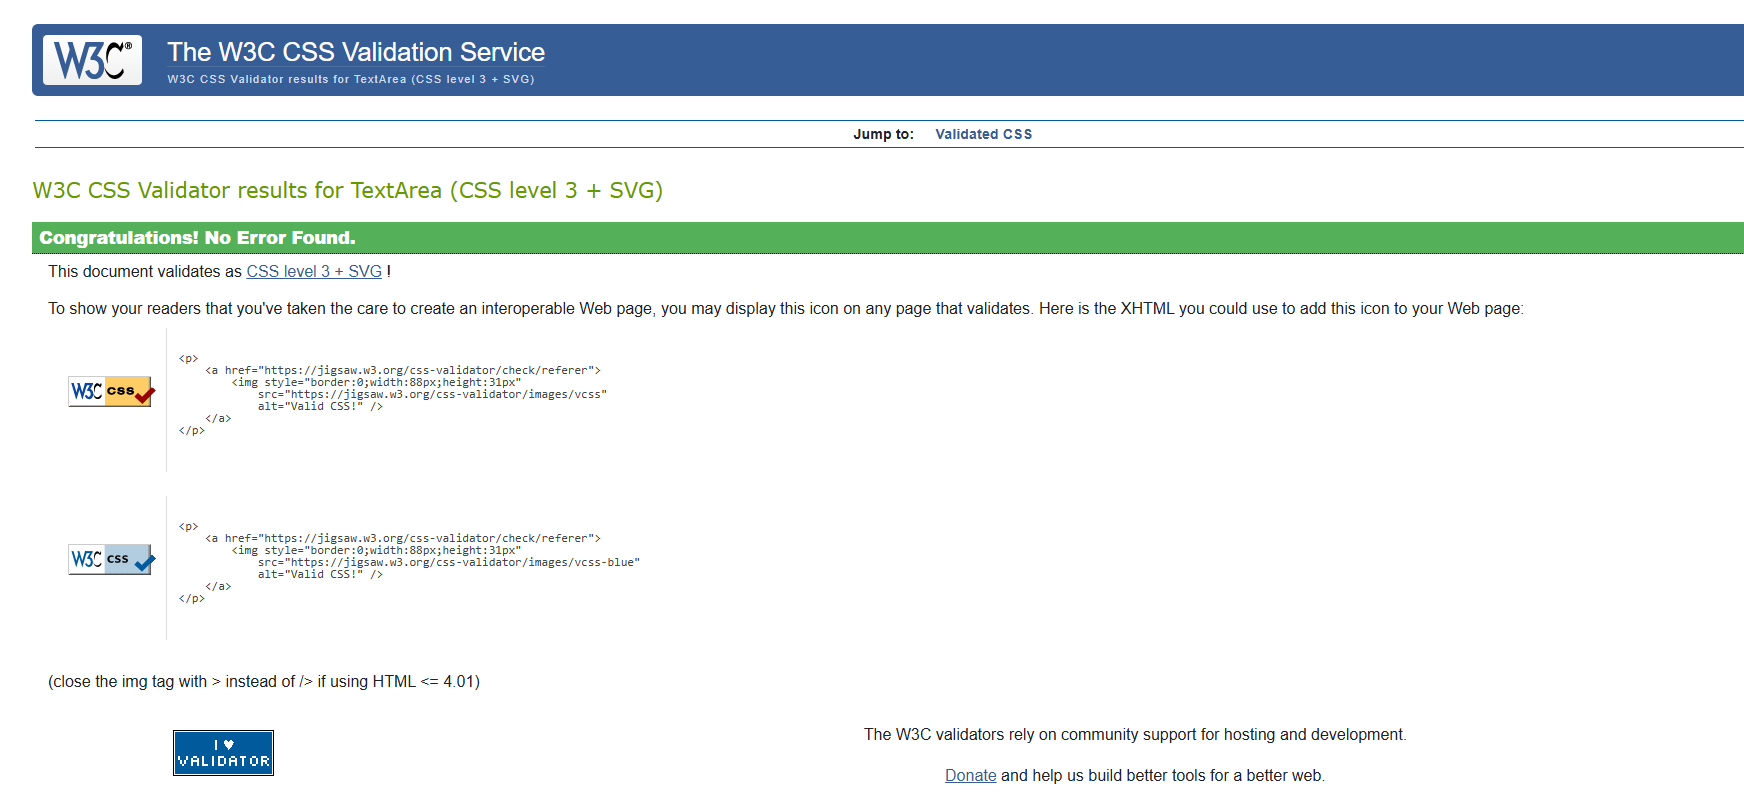 W3C®
The W3C CSS Validation Service
W3C CSS Validator results for TextArea (CSS level 3 + SVG)
Jump to: Validated CSS
W3C CSS Validator results for TextArea (CSS level 3 + SVG)
Congratulations! No Error Found.
This document validates as CSS level 3 + SVG !
To show your readers that you've taken the care to create an interoperable Web page, you may display this icon on any page that validates. Here is the XHTML you could use to add this icon to your Web page:
W3C css
<p>
    <a href="https://jigsaw.w3.org/css-validator/check/referer">
        <img style="border:0;width:88px;height:31px"
            src="https://jigsaw.w3.org/css-validator/images/vcss"
            alt="Valid CSS!" />
    </a>
</p>
W3C css
<p>
    <a href="https://jigsaw.w3.org/css-validator/check/referer">
        <img style="border:0;width:88px;height:31px"
            src="https://jigsaw.w3.org/css-validator/images/vcss-blue"
            alt="Valid CSS!" />
    </a>
</p>
(close the img tag with > instead of /> if using HTML <= 4.01)
I ♥
VALIDATOR
The W3C validators rely on community support for hosting and development.
Donate and help us build better tools for a better web.